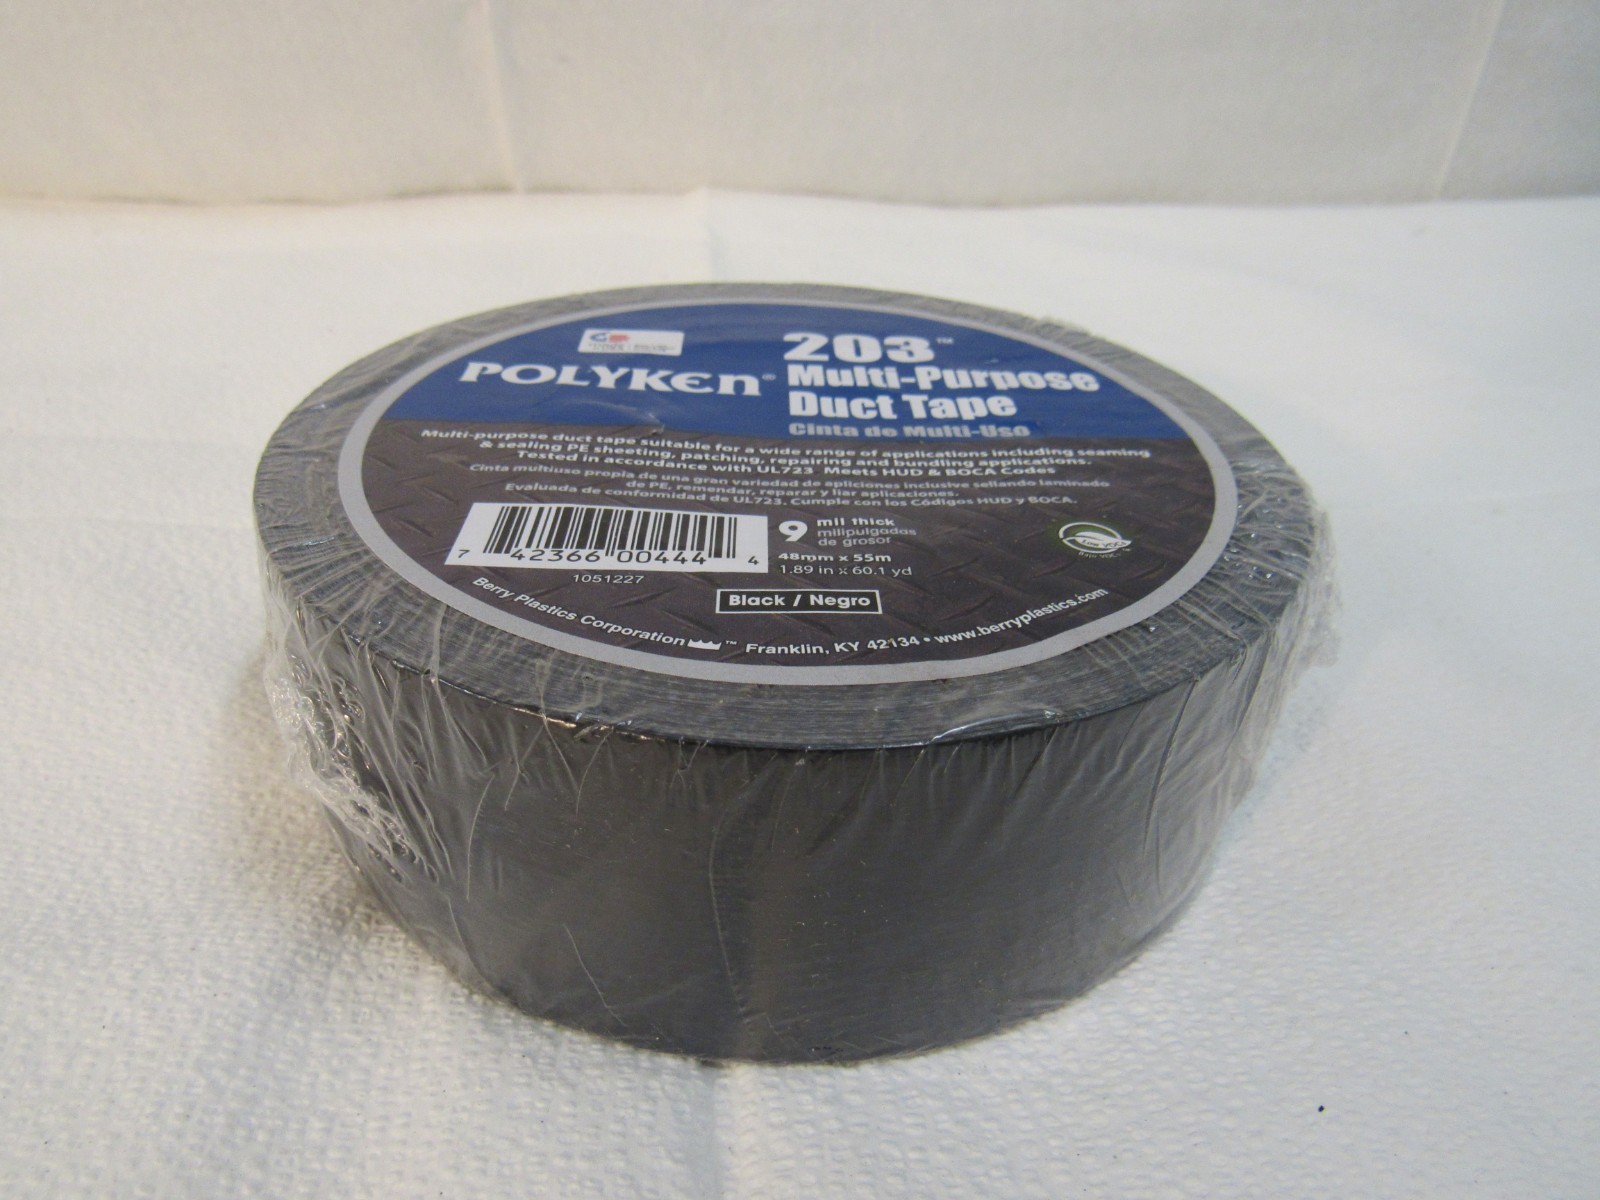 POLYKEN®
203™
Multi-Purpose
Duct Tape
Cinta de Multi-Uso
Multi-purpose duct tape suitable for a wide range of applications including seaming
& sealing PE sheeting, patching, repairing and bundling applications.
Tested in accordance with UL723 Meets HUD & BOCA Codes
Cinta multiuso propia de una gran variedad de apliciones inclusive sellando laminado
de PE, remendar, reparar y liar aplicaciones.
Evaluada de conformidad de UL723. Cumple con los Códigos HUD y BOCA.
7 42366 00444 4
1051227
9 mil thick
milipulgadas
de grosor
48mm x 55m
1.89 in x 60.1 yd
Low VOC
Black / Negro
Berry Plastics Corporation ™ Franklin, KY 42134 • www.berryplastics.com